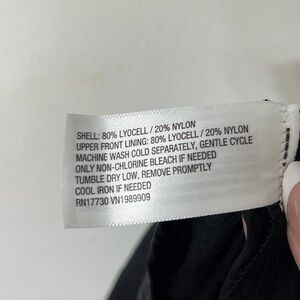 SHELL: 80% LYOCELL / 20% NYLON
UPPER FRONT LINING: 80% LYOCELL / 20% NYLON
MACHINE WASH COLD SEPARATELY, GENTLE CYCLE
ONLY NON-CHLORINE BLEACH IF NEEDED
TUMBLE DRY LOW, REMOVE PROMPTLY
COOL IRON IF NEEDED
RN17730 VN1989909